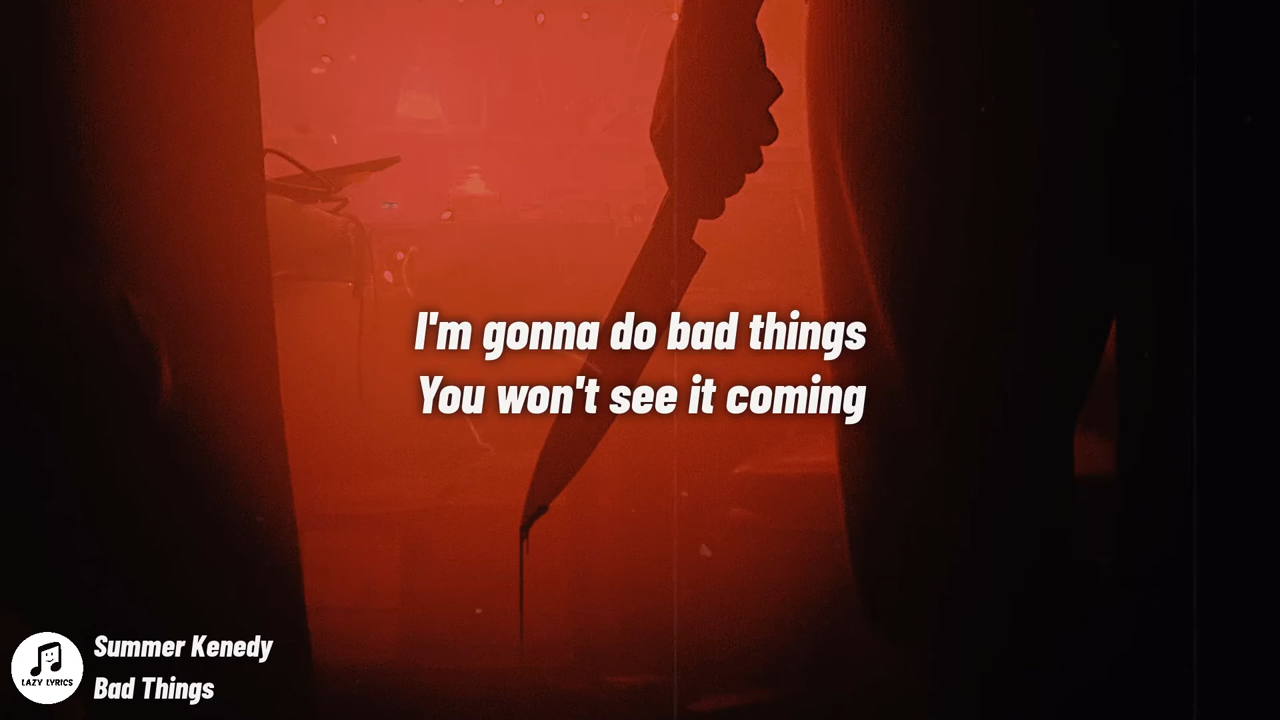 I'm gonna do bad things
You won't see it coming
LAZY LYRICS
Summer Kenedy
Bad Things